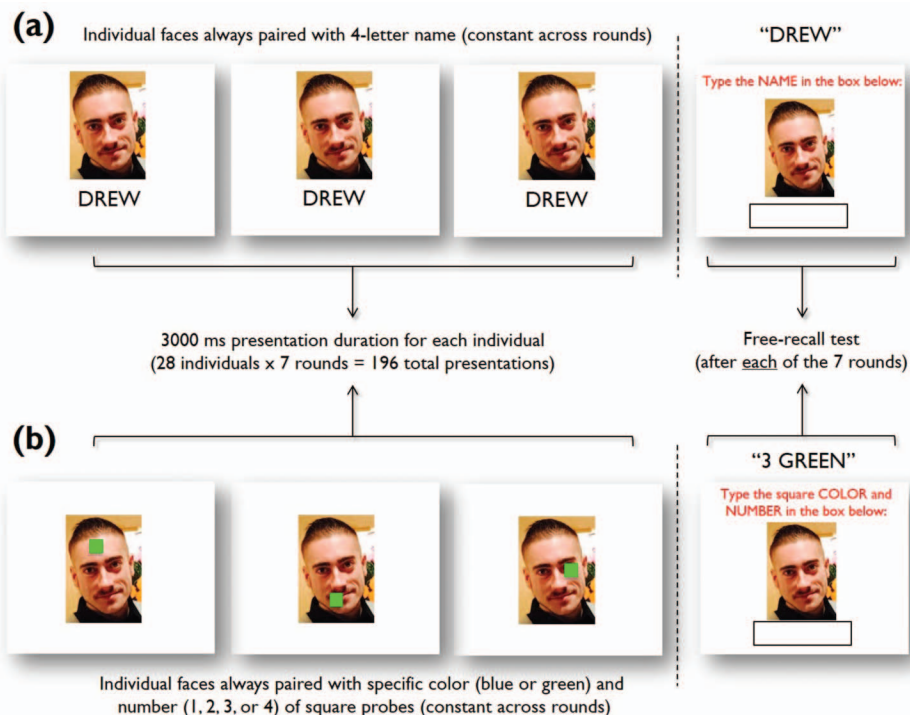 (a)
Individual faces always paired with 4-letter name (constant across rounds)
"DREW"
Type the NAME in the box below:
DREW
DREW
DREW
3000 ms presentation duration for each individual
(28 individuals x 7 rounds = 196 total presentations)
Free-recall test
(after each of the 7 rounds)
(b)
"3 GREEN"
Type the square COLOR and
NUMBER in the box below:
Individual faces always paired with specific color (blue or green) and
number (1, 2, 3, or 4) of square probes (constant across rounds)